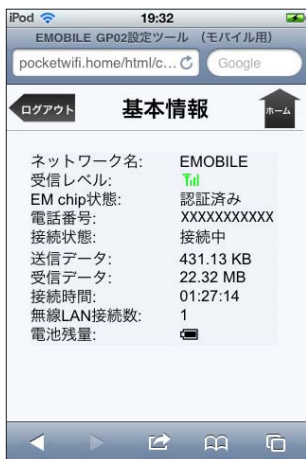 iPod 19:32
EMOBILE GP02設定ツール （モバイル用）
pocketwifi.home/html/c... Google
ログアウト 基本情報 ホーム
ネットワーク名: EMOBILE
受信レベル:
EM chip状態: 認証済み
電話番号: XXXXXXXXXXX
接続状態: 接続中
送信データ: 431.13 KB
受信データ: 22.32 MB
接続時間: 01:27:14
無線LAN接続数: 1
電池残量: